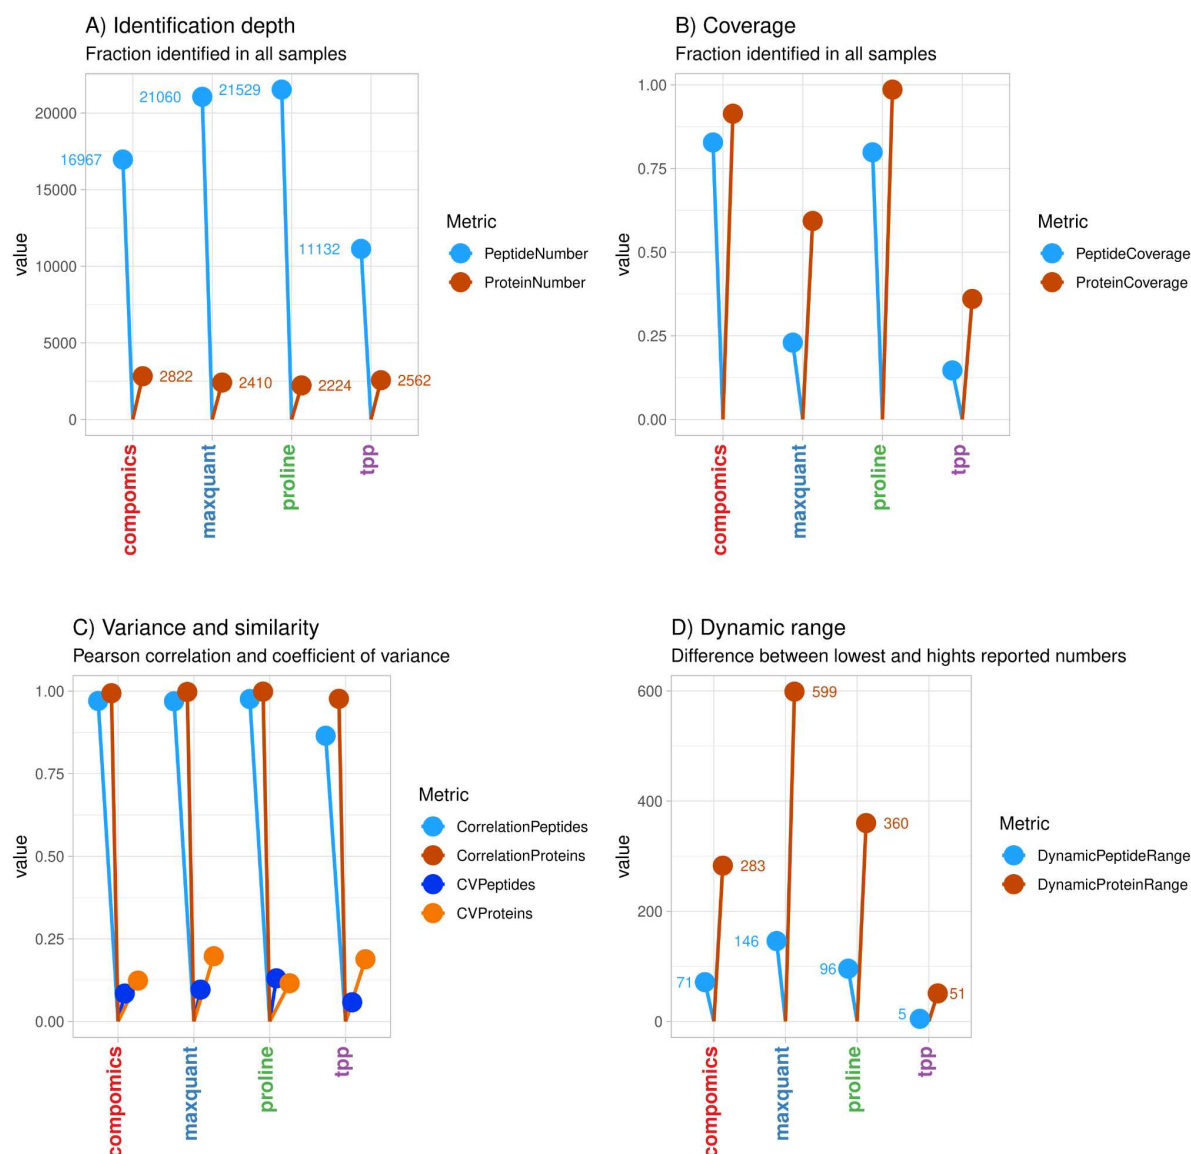 A) Identification depth
Fraction identified in all samples
value
20000
15000
10000
5000
0
16967
21060
21529
11132
2822
2410
2224
2562
compomics
maxquant
proline
tpp
Metric
PeptideNumber
ProteinNumber
B) Coverage
Fraction identified in all samples
value
1.00
0.75
0.50
0.25
0.00
compomics
maxquant
proline
tpp
Metric
PeptideCoverage
ProteinCoverage
C) Variance and similarity
Pearson correlation and coefficient of variance
value
1.00
0.75
0.50
0.25
0.00
compomics
maxquant
proline
tpp
Metric
CorrelationPeptides
CorrelationProteins
CVPeptides
CVProteins
D) Dynamic range
Difference between lowest and hights reported numbers
value
600
400
200
0
71
283
146
599
96
360
5
51
compomics
maxquant
proline
tpp
Metric
DynamicPeptideRange
DynamicProteinRange